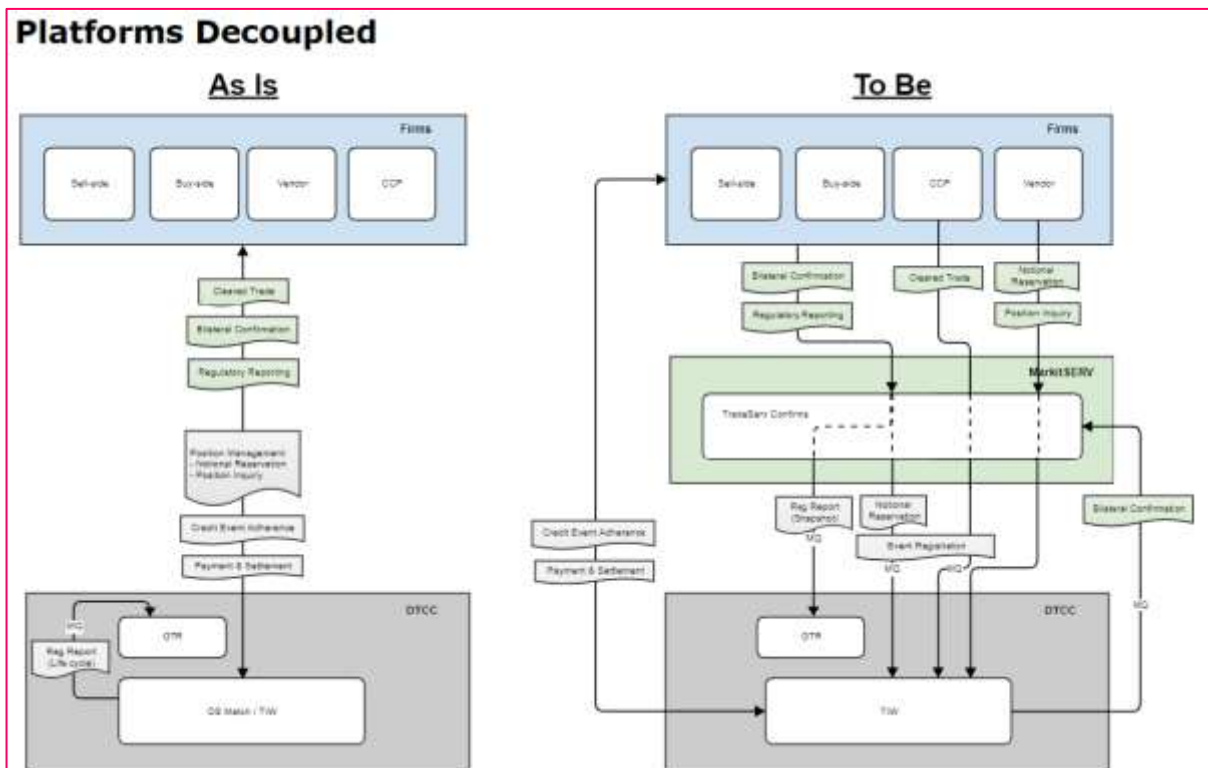 Platforms Decoupled
As Is
Firms
Sell-side
Buy-side
Vendor
CCP
Cleared Trade
Bilateral Confirmation
Regulatory Reporting
Position Management
- Notional Reservation
- Position Inquiry
Credit Event Adherence
Payment & Settlement
DTCC
MQ
GTR
Reg Report
(Life cycle)
DS Match / TIW
To Be
Firms
Sell-side
Buy-side
CCP
Vendor
Bilateral Confirmation
Regulatory Reporting
Cleared Trade
Notional
Reservation
Position Inquiry
MarkitSERV
TradeServ Confirms
Reg Report
(Snapshot)
MQ
Notional
Reservation
Event Registration
MQ
MQ
Bilateral Confirmation
MQ
Credit Event Adherence
Payment & Settlement
DTCC
GTR
TIW